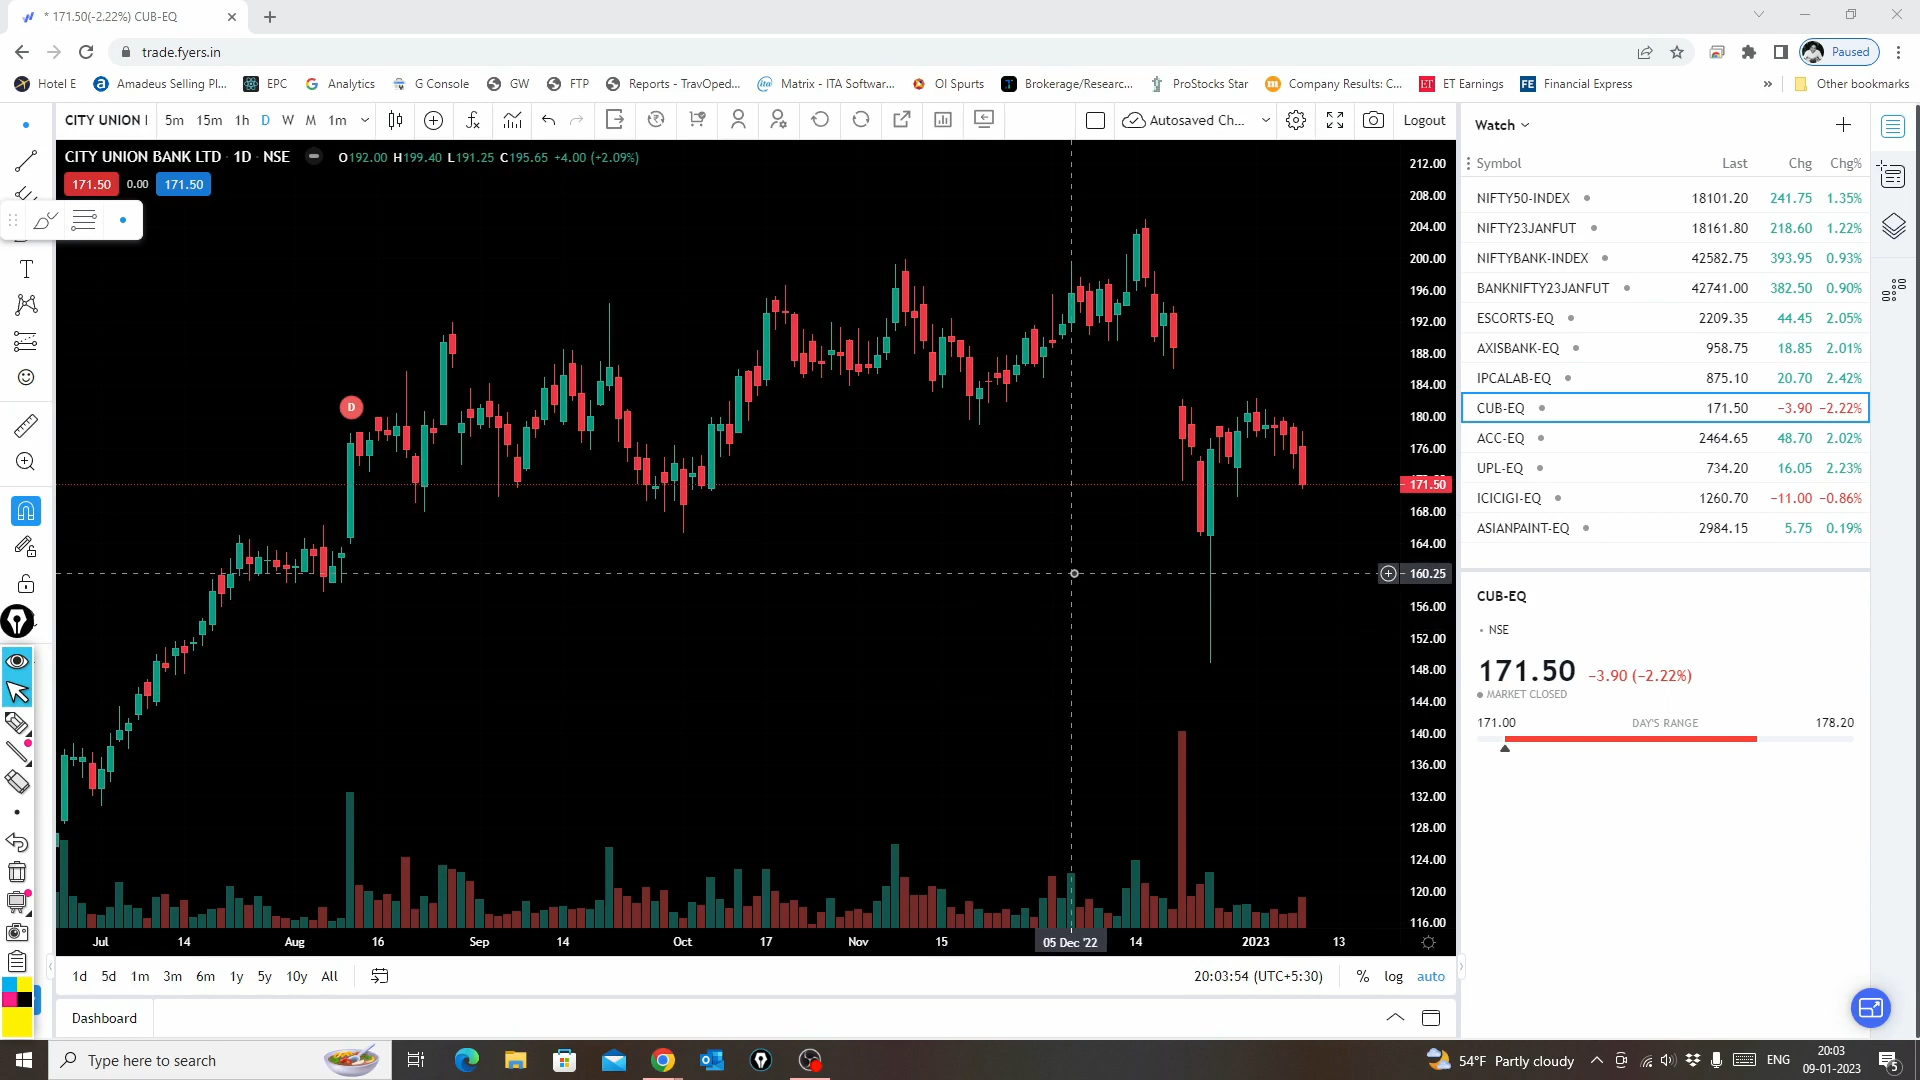 * 171.50(-2.22%) CUB-EQ
trade.fyers.in
Paused
Hotel E
Amadeus Selling Pl...
EPC
Analytics
G Console
GW
FTP
Reports - TravOped...
Matrix - ITA Softwar...
OI Spurts
Brokerage/Researc...
ProStocks Star
Company Results: C...
ET Earnings
Financial Express
» Other bookmarks
CITY UNION 5m 15m 1h D W M 1m
Autosaved Ch...
Logout
CITY UNION BANK LTD · 1D · NSE O192.00 H199.40 L191.25 C195.65 +4.00 (+2.09%)
171.50 0.00 171.50
D
212.00
208.00
204.00
200.00
196.00
192.00
188.00
184.00
180.00
176.00
171.50
168.00
164.00
160.25
156.00
152.00
148.00
144.00
140.00
136.00
132.00
128.00
124.00
120.00
116.00
Jul 14 Aug 16 Sep 14 Oct 17 Nov 15 05 Dec '22 14 2023 13
1d 5d 1m 3m 6m 1y 5y 10y All
20:03:54 (UTC+5:30) % log auto
Dashboard
Watch
Symbol Last Chg Chg%
NIFTY50-INDEX 18101.20 241.75 1.35%
NIFTY23JANFUT 18161.80 218.60 1.22%
NIFTYBANK-INDEX 42582.75 393.95 0.93%
BANKNIFTY23JANFUT 42741.00 382.50 0.90%
ESCORTS-EQ 2209.35 44.45 2.05%
AXISBANK-EQ 958.75 18.85 2.01%
IPCALAB-EQ 875.10 20.70 2.42%
CUB-EQ 171.50 −3.90 −2.22%
ACC-EQ 2464.65 48.70 2.02%
UPL-EQ 734.20 16.05 2.23%
ICICIGI-EQ 1260.70 −11.00 −0.86%
ASIANPAINT-EQ 2984.15 5.75 0.19%
CUB-EQ
NSE
171.50 −3.90 (−2.22%)
MARKET CLOSED
171.00 DAY'S RANGE 178.20
Type here to search
54°F Partly cloudy
ENG
20:03
09-01-2023
5